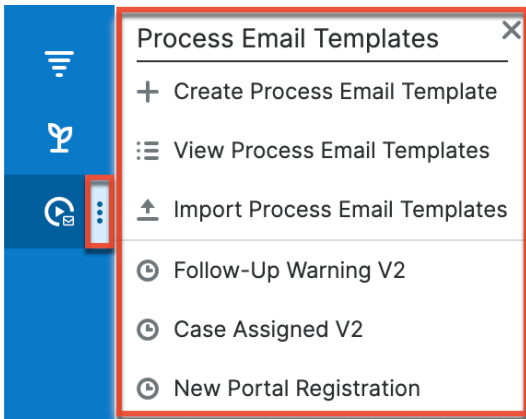 Process Email Templates
Create Process Email Template
View Process Email Templates
Import Process Email Templates
Follow-Up Warning V2
Case Assigned V2
New Portal Registration